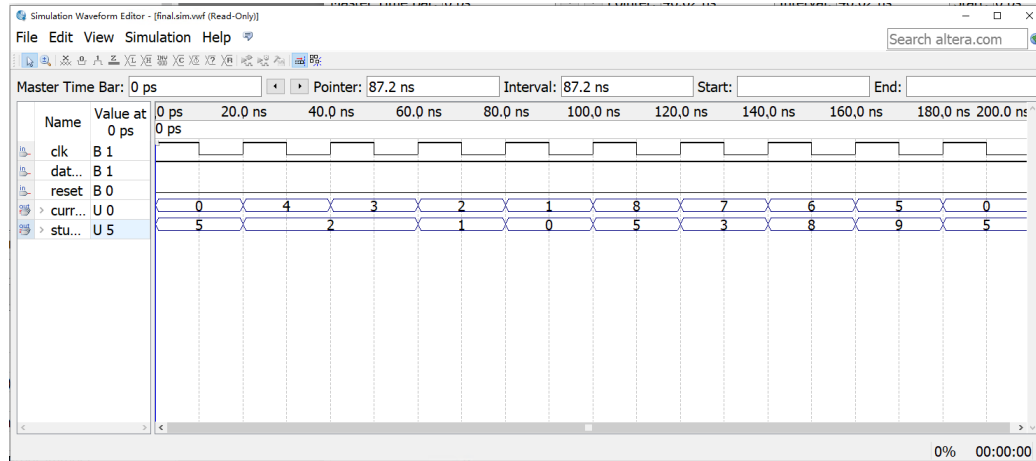 Simulation Waveform Editor - [final.sim.vwf (Read-Only)]
File Edit View Simulation Help
Search altera.com
Master Time Bar: 0 ps Pointer: 87.2 ns Interval: 87.2 ns Start: End:
Name Value at 0 ps
0 ps 20.0 ns 40.0 ns 60.0 ns 80.0 ns 100.0 ns 120.0 ns 140.0 ns 160.0 ns 180.0 ns 200.0 ns
0 ps
clk B 1
dat... B 1
reset B 0
curr... U 0 0 4 3 2 1 8 7 6 5 0
stu... U 5 5 2 1 0 5 3 8 9 5
0% 00:00:00